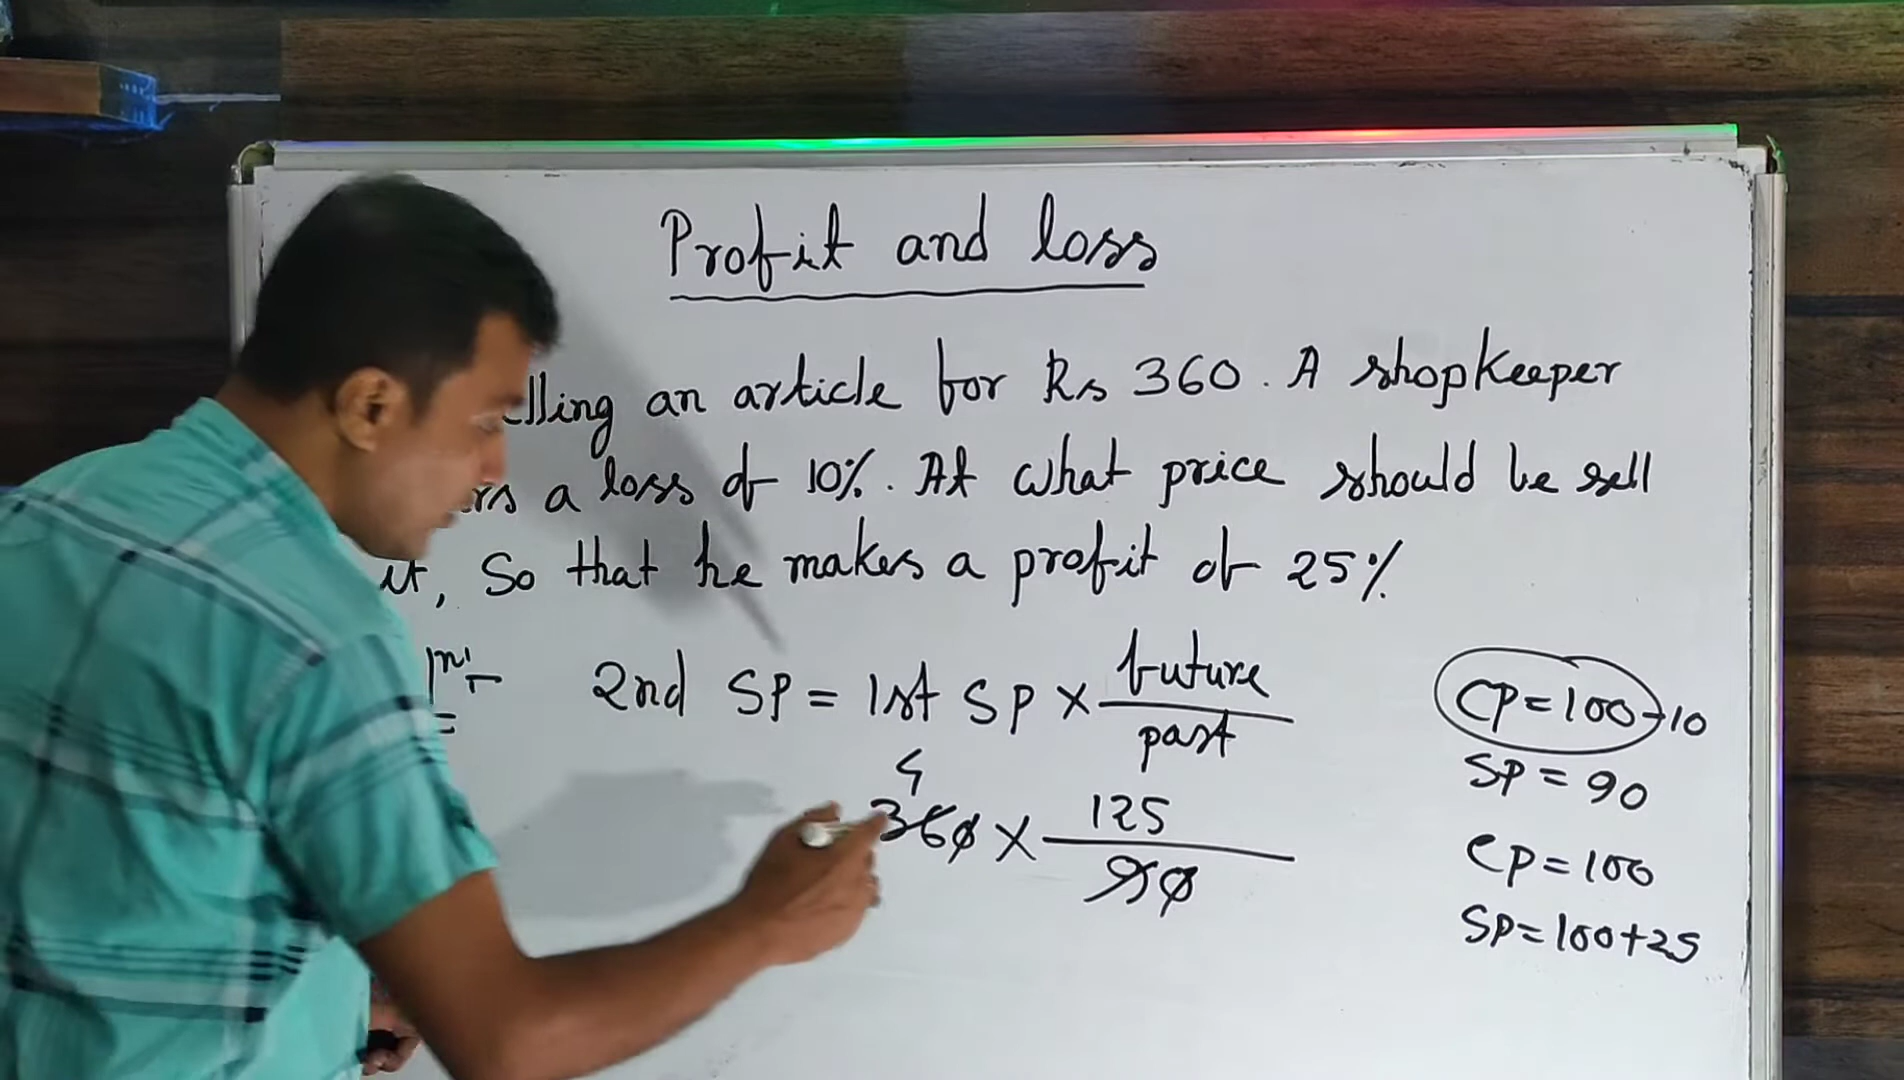 Profit and loss
an article for Rs 360. A shopkeeper
a loss of 10%. At what price should be sell
it, So that he makes a profit of 25%
2nd SP = 1st SP × future
past
CP = 100 - 10
SP = 90
4
360 × 125
90
CP = 100
SP = 100 + 25